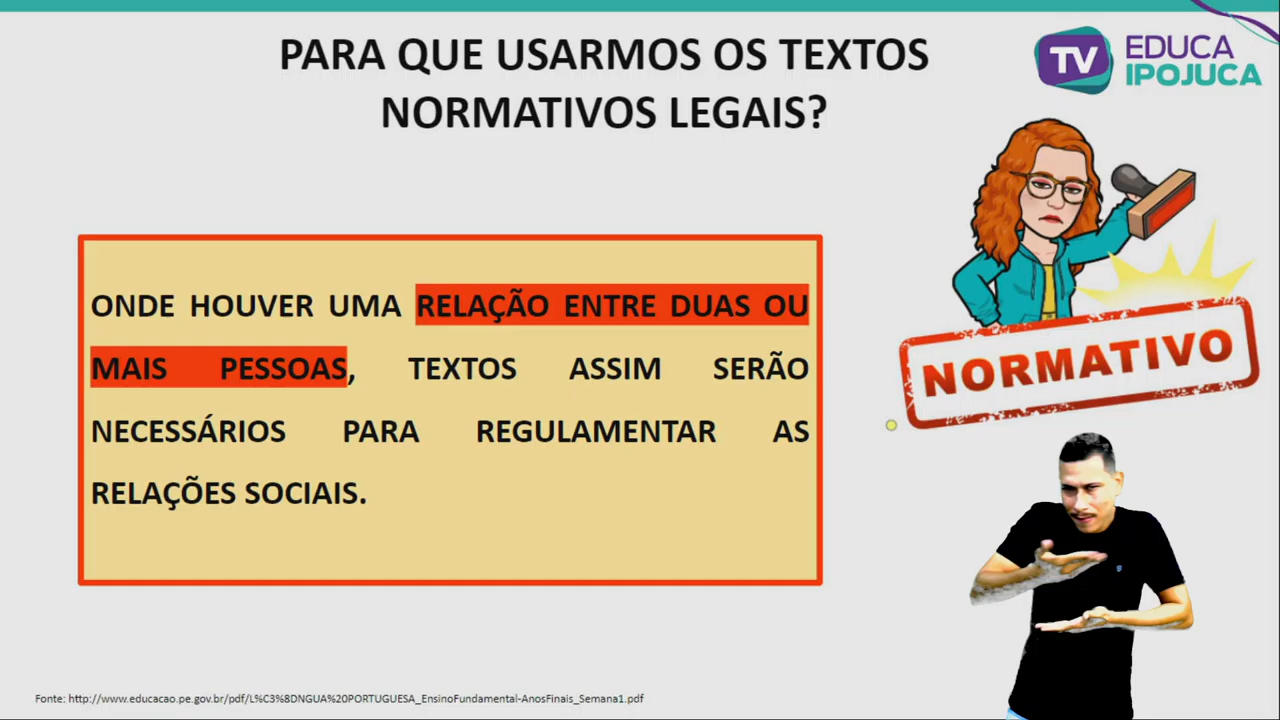 PARA QUE USARMOS OS TEXTOS
NORMATIVOS LEGAIS?
TV EDUCA
IPOJUCA
ONDE HOUVER UMA RELAÇÃO ENTRE DUAS OU
MAIS PESSOAS, TEXTOS ASSIM SERÃO
NECESSÁRIOS PARA REGULAMENTAR AS
RELAÇÕES SOCIAIS.
NORMATIVO
Fonte: http://www.educacao.pe.gov.br/pdf/L%C3%8DNGUA%20PORTUGUESA_EnsinoFundamental-AnosFinais_Semana1.pdf